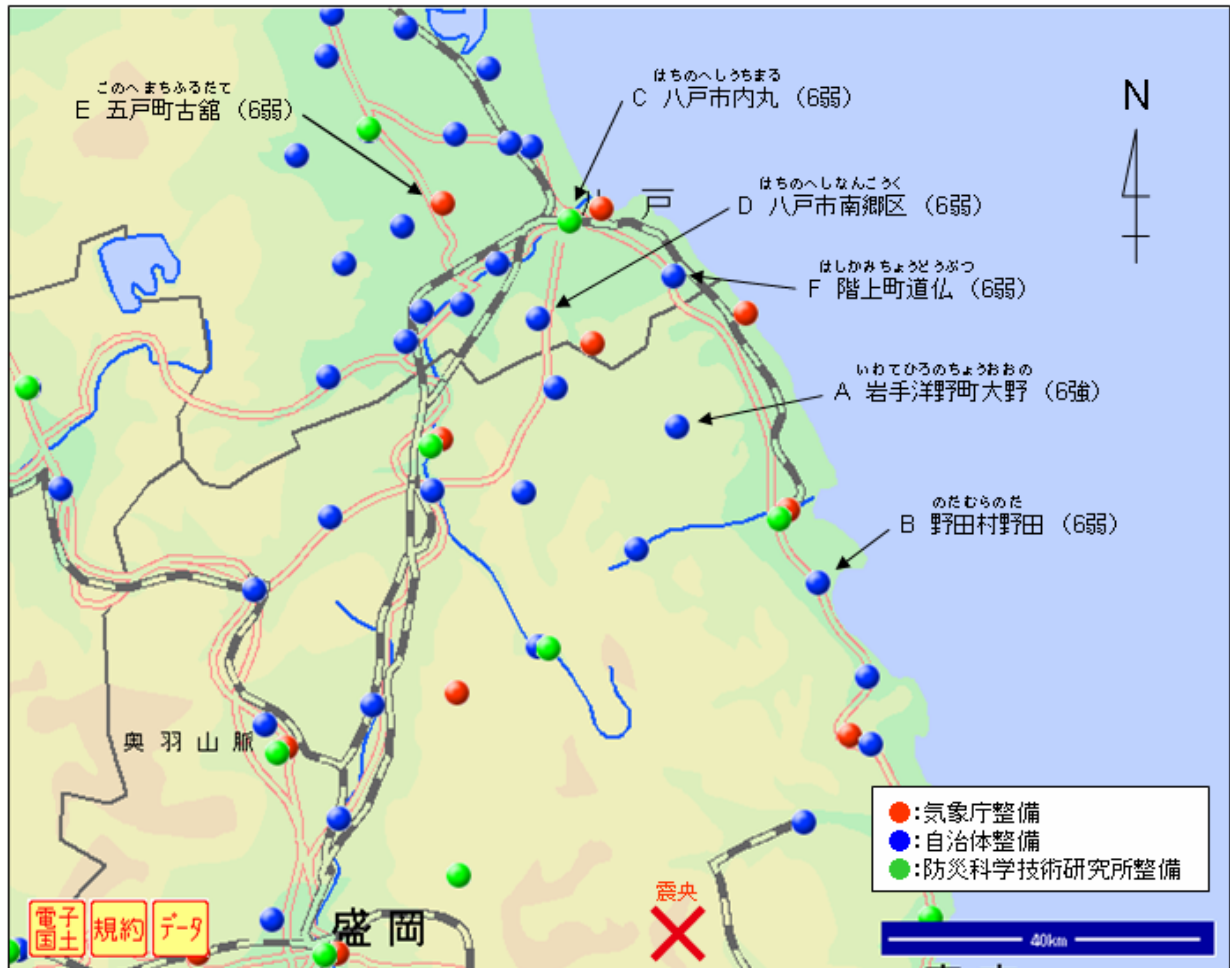 このへまちふるだて
E 五戸町古舘 (6弱)
はちのへしうちまる
C 八戸市内丸 (6弱)
N
戸
はちのへしなんごうく
D 八戸市南郷区 (6弱)
はしかみちょうどうぶつ
F 階上町道仏 (6弱)
いわてひろのちょうおおの
A 岩手洋野町大野 (6強)
のだむらのだ
B 野田村野田 (6弱)
奥羽山脈
●:気象庁整備
●:自治体整備
●:防災科学技術研究所整備
震央
電子国土
規約
データ
盛岡
40km